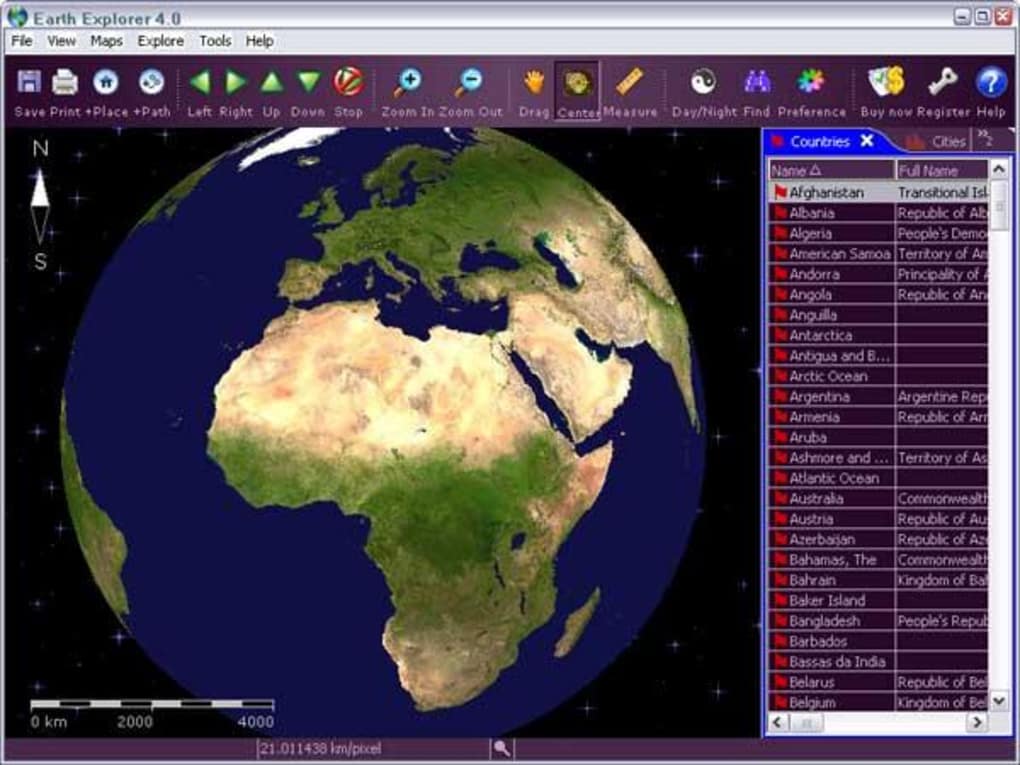 Earth Explorer 4.0
File View Maps Explore Tools Help
Save Print +Place +Path Left Right Up Down Stop Zoom In Zoom Out Drag Center Measure Day/Night Find Preference Buy now Register Help
N
S
Countries Cities 2
Name Full Name
Afghanistan Transitional Isl
Albania Republic of Alb
Algeria People's Demo
American Samoa Territory of Am
Andorra Principality of A
Angola Republic of An
Anguilla
Antarctica
Antigua and B...
Arctic Ocean
Argentina Argentine Rep
Armenia Republic of Arm
Aruba
Ashmore and ... Territory of As
Atlantic Ocean
Australia Commonwealth
Austria Republic of Au
Azerbaijan Republic of Aze
Bahamas, The Commonwealth
Bahrain Kingdom of Bah
Baker Island
Bangladesh People's Repub
Barbados
Bassas da India
Belarus Republic of Bel
Belgium Kingdom of Bel
0 km 2000 4000
21.011438 km/pixel